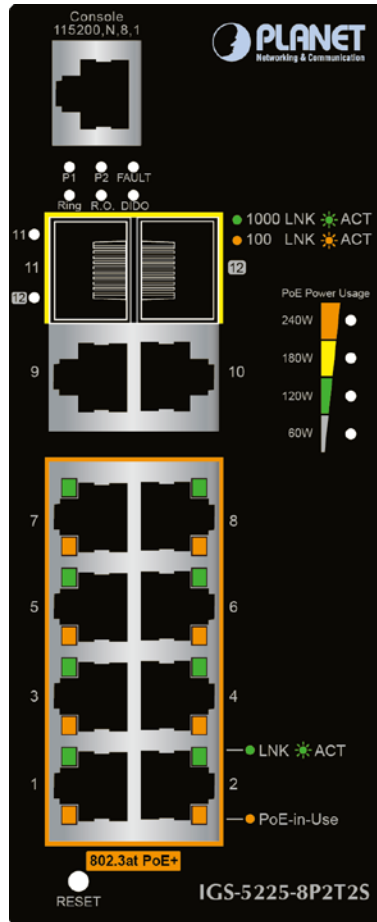 Console
115200,N,8,1
PLANET
Networking & Communication
P1 P2 FAULT
Ring R.O. DIDO
11
1000 LNK ACT
100 LNK ACT
11
12
12
PoE Power Usage
240W
180W
120W
60W
9
10
7
8
5
6
3
4
LNK ACT
1
2
PoE-in-Use
802.3at PoE+
RESET
IGS-5225-8P2T2S